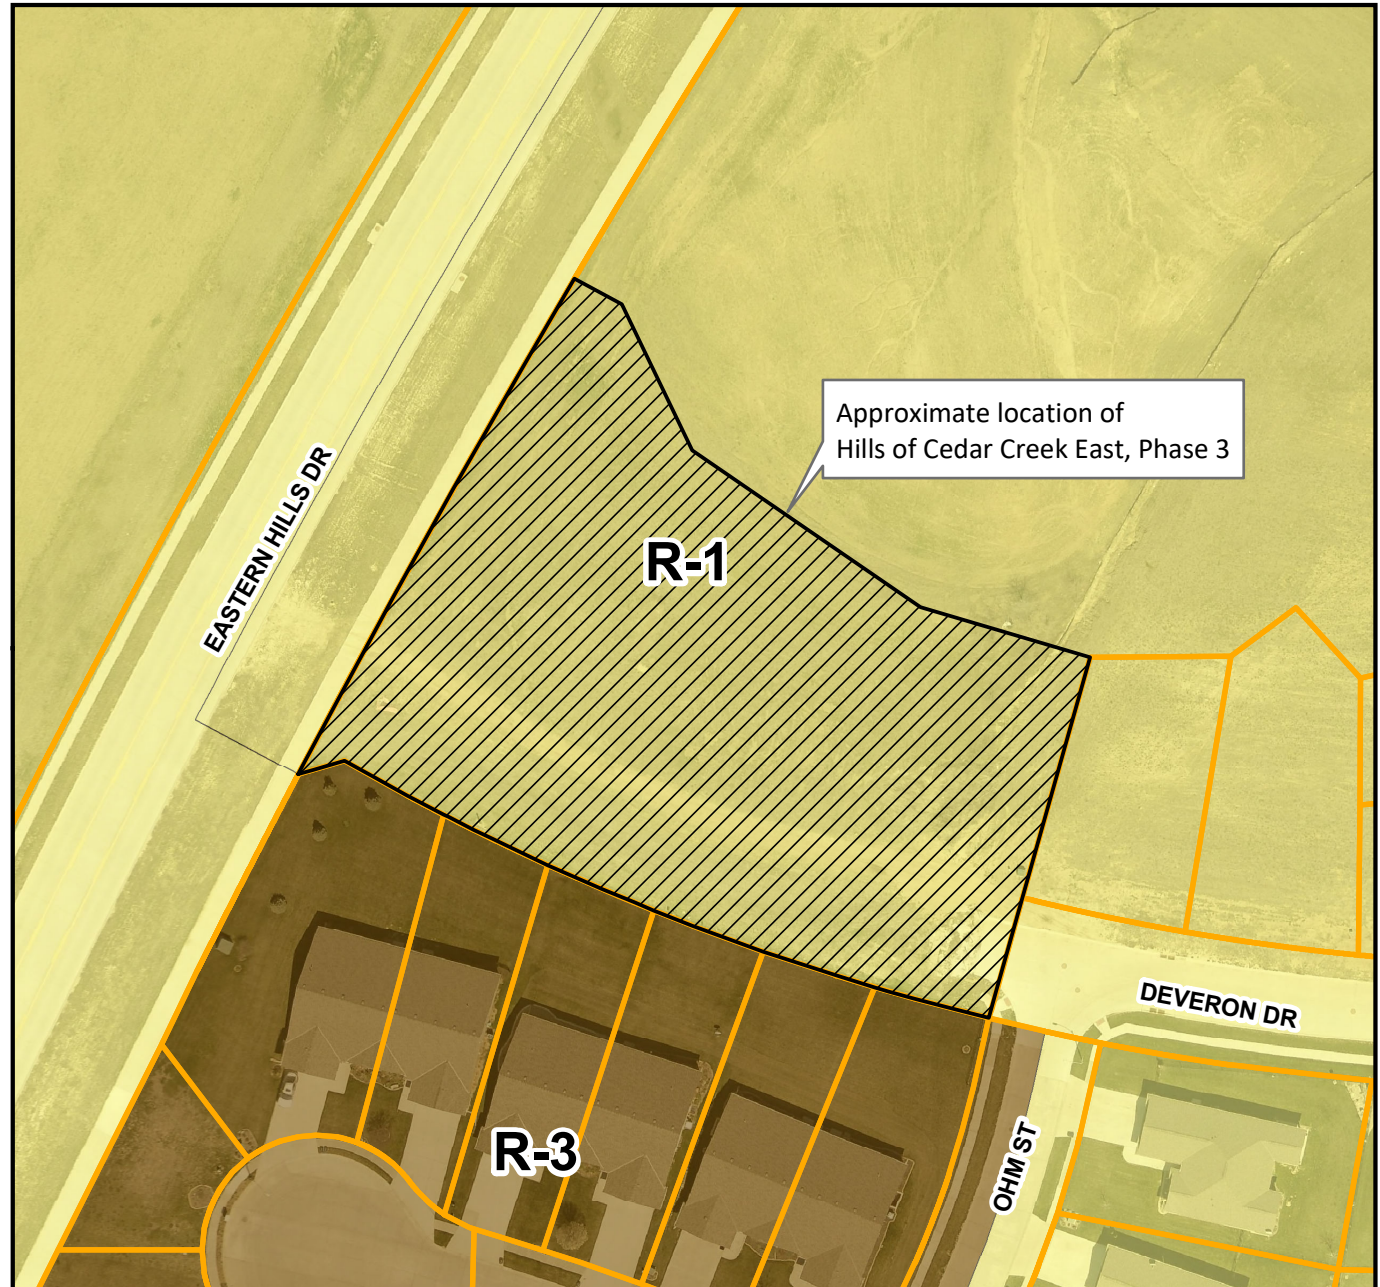 Approximate location of
Hills of Cedar Creek East, Phase 3
EASTERN HILLS DR
R-1
DEVERON DR
OHM ST
R-3